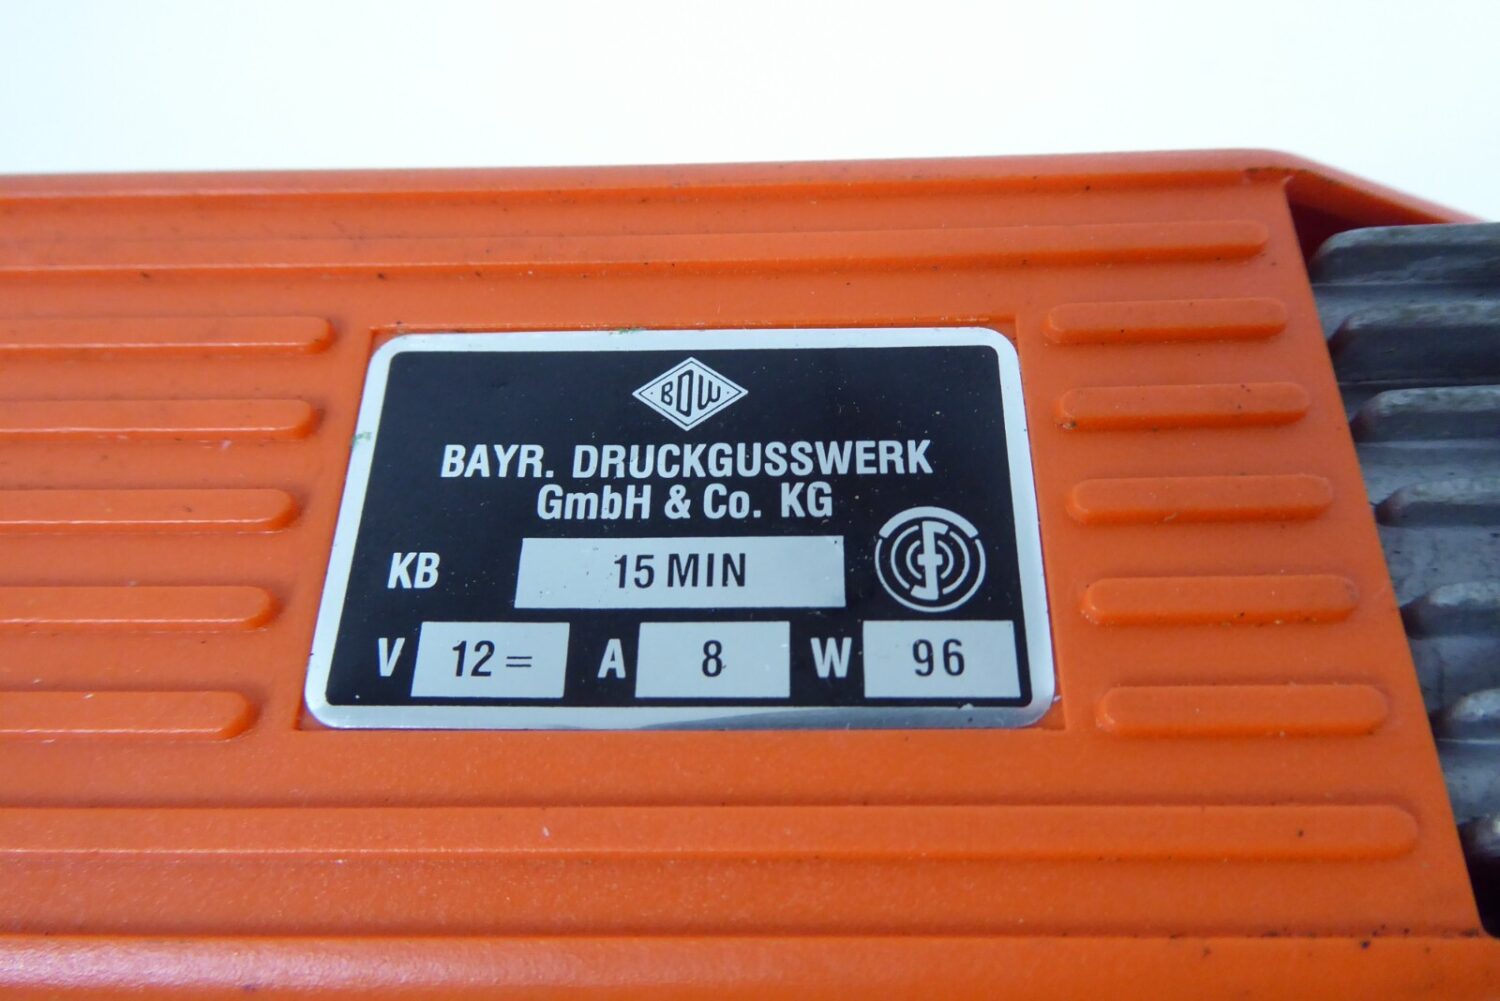 BDW
BAYR. DRUCKGUSSWERK
GmbH & Co. KG
KB 15 MIN
V 12 = A 8 W 96